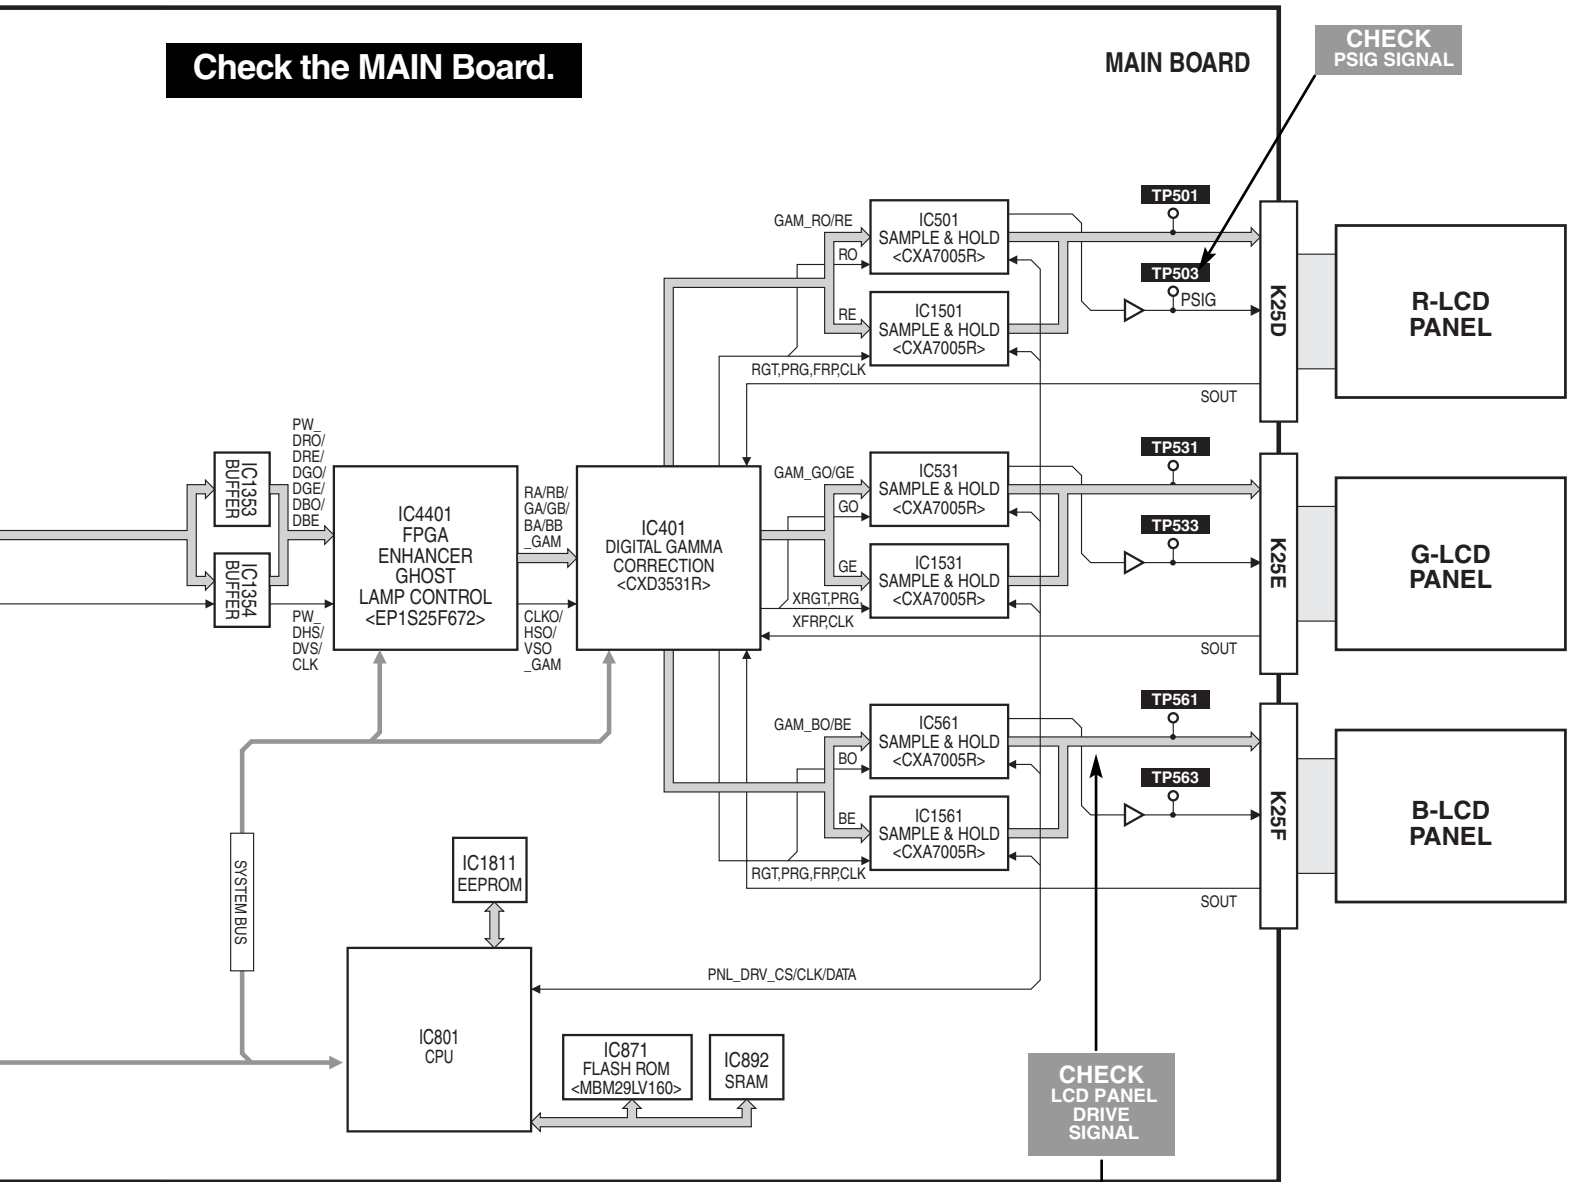 Check the MAIN Board.
MAIN BOARD
CHECK
PSIG SIGNAL
TP501
GAM_RO/RE
IC501
SAMPLE & HOLD
<CXA7005R>
RO
TP503
PSIG
K25D
R-LCD
PANEL
RE
IC1501
SAMPLE & HOLD
<CXA7005R>
RGT,PRG,FRP,CLK
SOUT
PW_
DRO/
DRE/
DGO/
DGE/
DBO/
DBE
IC1353
BUFFER
IC1354
BUFFER
PW_
DHS/
DVS/
CLK
IC4401
FPGA
ENHANCER
GHOST
LAMP CONTROL
<EP1S25F672>
RA/RB/
GA/GB/
BA/BB
_GAM
CLKO/
HSO/
VSO
_GAM
IC401
DIGITAL GAMMA
CORRECTION
<CXD3531R>
TP531
GAM_GO/GE
IC531
SAMPLE & HOLD
<CXA7005R>
GO
TP533
K25E
G-LCD
PANEL
GE
IC1531
SAMPLE & HOLD
<CXA7005R>
XRGT,PRG,
XFRP,CLK
SOUT
TP561
GAM_BO/BE
IC561
SAMPLE & HOLD
<CXA7005R>
BO
TP563
K25F
B-LCD
PANEL
BE
IC1561
SAMPLE & HOLD
<CXA7005R>
RGT,PRG,FRP,CLK
SOUT
SYSTEM BUS
IC1811
EEPROM
PNL_DRV_CS/CLK/DATA
IC801
CPU
IC871
FLASH ROM
<MBM29LV160>
IC892
SRAM
CHECK
LCD PANEL
DRIVE
SIGNAL